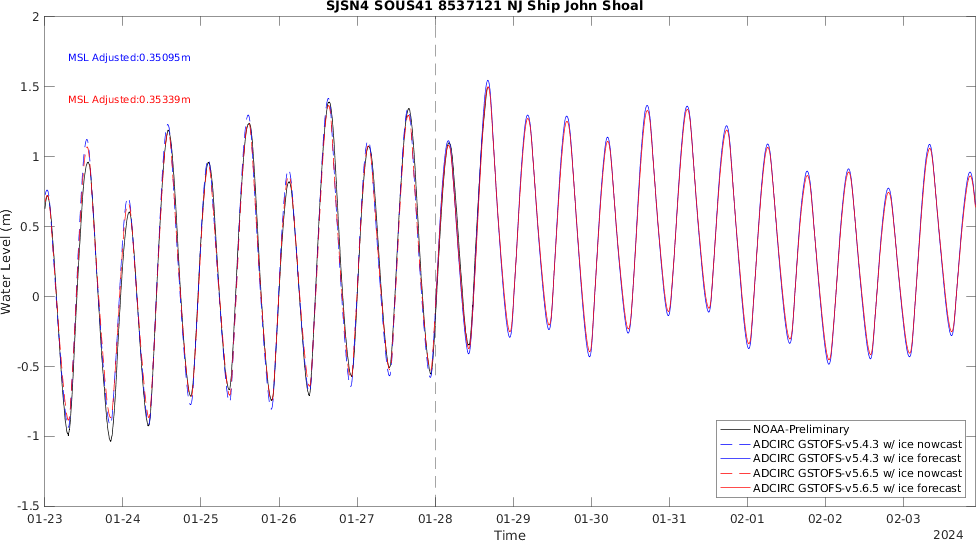 SJSN4 SOUS41 8537121 NJ Ship John Shoal
MSL Adjusted:0.35095m
MSL Adjusted:0.35339m
Water Level (m)
2
1.5
1
0.5
0
-0.5
-1
-1.5
NOAA-Preliminary
ADCIRC GSTOFS-v5.4.3 w/ ice nowcast
ADCIRC GSTOFS-v5.4.3 w/ ice forecast
ADCIRC GSTOFS-v5.6.5 w/ ice nowcast
ADCIRC GSTOFS-v5.6.5 w/ ice forecast
01-23 01-24 01-25 01-26 01-27 01-28 01-29 01-30 01-31 02-01 02-02 02-03
Time
2024